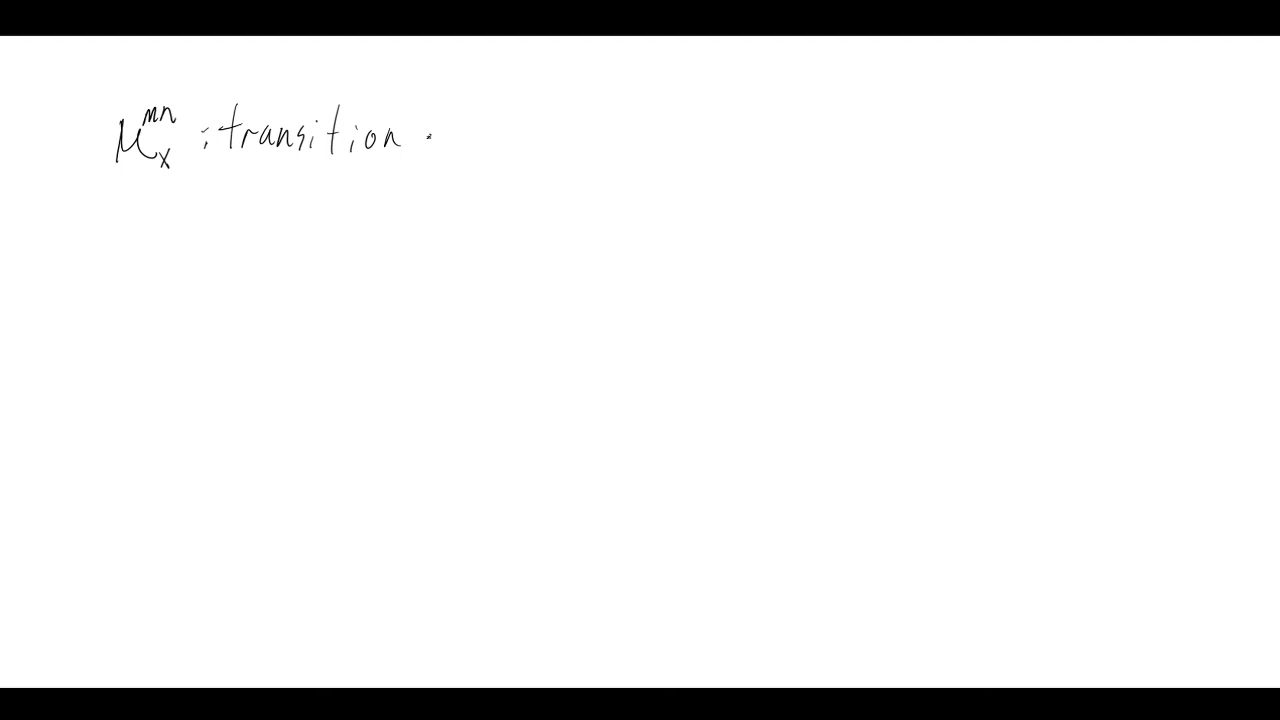 μ_x^{mn} : transition